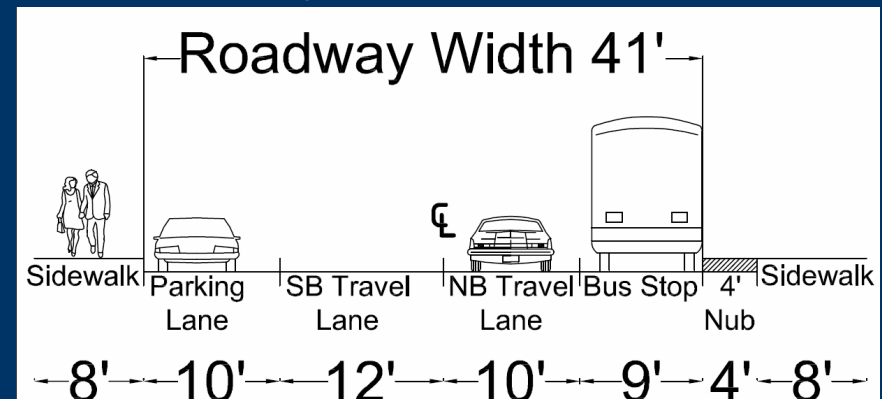 Roadway Width 41'
℄
Sidewalk Parking SB Travel NB Travel Bus Stop 4' Sidewalk
Lane Lane Lane Nub
8' 10' 12' 10' 9' 4' 8'